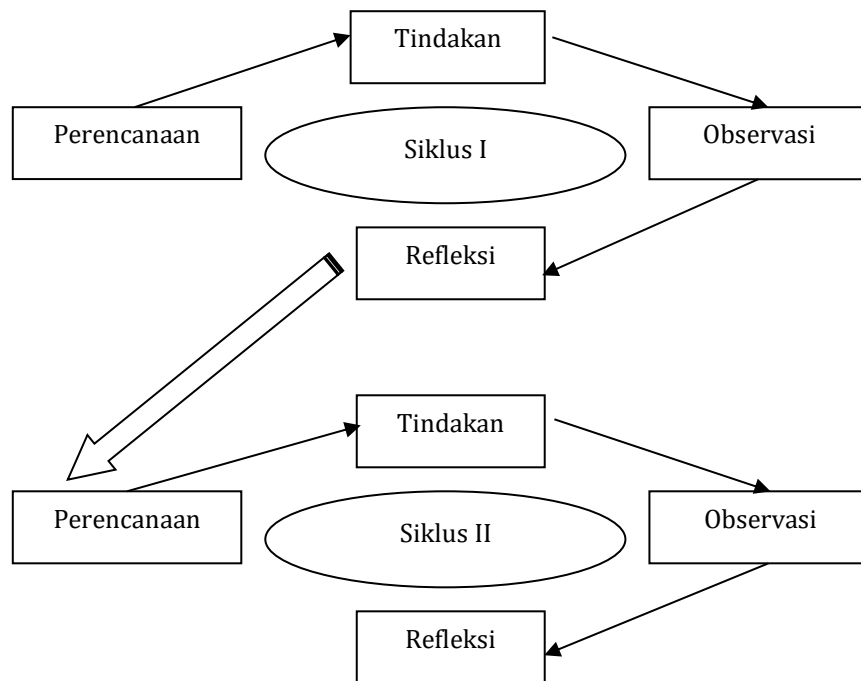 Tindakan
Perencanaan
Siklus I
Observasi
Refleksi
Tindakan
Perencanaan
Siklus II
Observasi
Refleksi